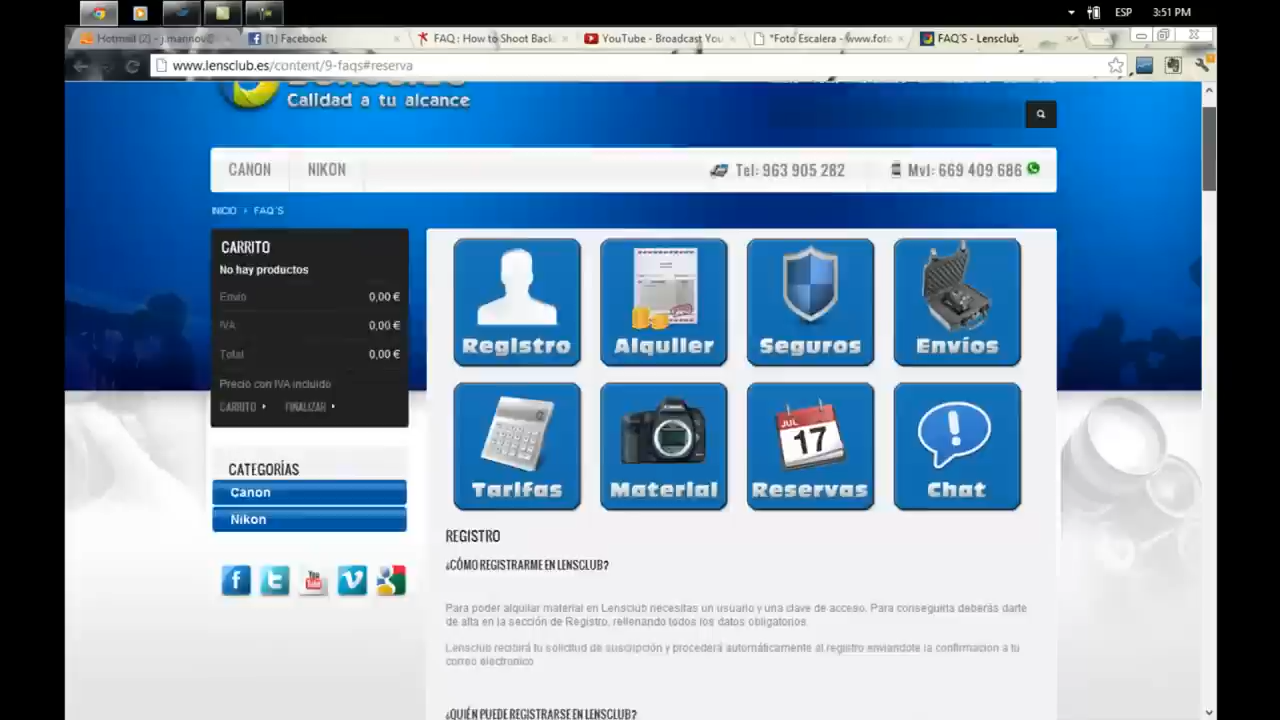 ESP 3:51 PM
Hotmail (2) - j.mannov@
(1) Facebook
FAQ : How to Shoot Back
YouTube - Broadcast You
*Foto Escalera - www.foto
FAQ'S - Lensclub
www.lensclub.es/content/9-faqs#reserva
Calidad a tu alcance
CANON NIKON Tel: 963 905 282 Mvl: 669 409 686
INICIO FAQ'S
CARRITO
No hay productos
Envío 0,00 €
IVA 0,00 €
Total 0,00 €
Precio con IVA incluido
CARRITO FINALIZAR
CATEGORÍAS
Canon
Nikon
You Tube
Registro Alquiler Seguros Envíos
JUL
17
Tarifas Material Reservas Chat
REGISTRO
¿CÓMO REGISTRARME EN LENSCLUB?
Para poder alquilar material en Lensclub necesitas un usuario y una clave de acceso. Para conseguirla deberás darte
de alta en la sección de Registro, rellenando todos los datos obligatorios.
Lensclub recibirá tu solicitud de suscripción y procederá automáticamente al registro enviandote la confirmacion a tu
correo electronico
¿QUIÉN PUEDE REGISTRARSE EN LENSCLUB?